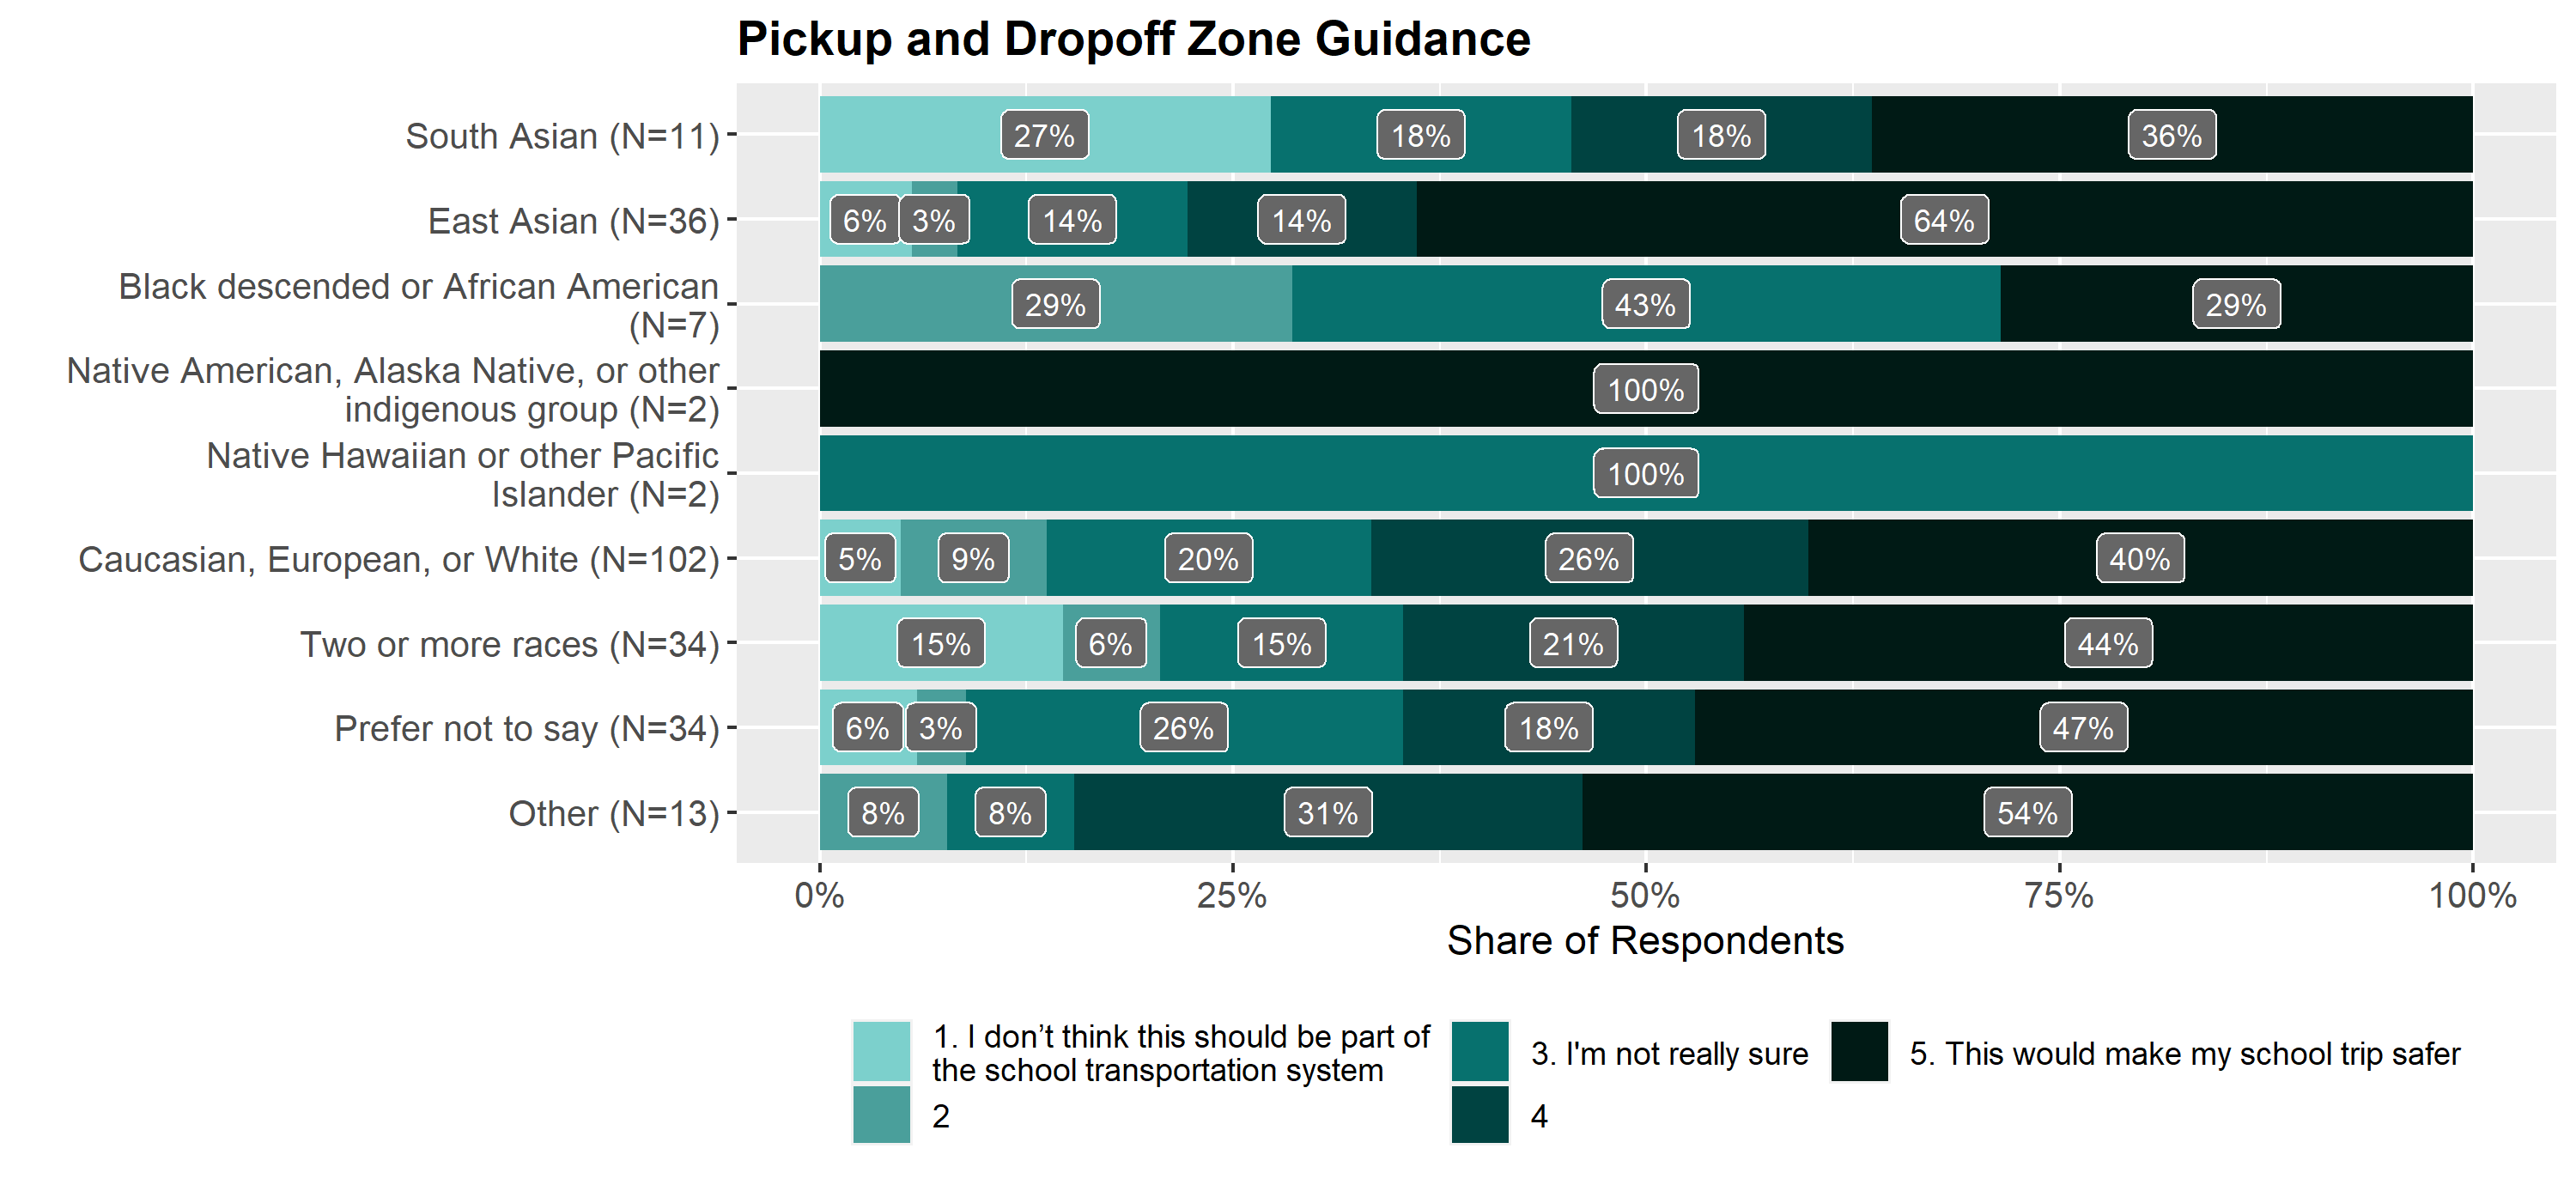 Pickup and Dropoff Zone Guidance
South Asian (N=11)
27%
18%
18%
36%
East Asian (N=36)
6%
3%
14%
14%
64%
Black descended or African American
(N=7)
29%
43%
29%
Native American, Alaska Native, or other
indigenous group (N=2)
100%
Native Hawaiian or other Pacific
Islander (N=2)
100%
Caucasian, European, or White (N=102)
5%
9%
20%
26%
40%
Two or more races (N=34)
15%
6%
15%
21%
44%
Prefer not to say (N=34)
6%
3%
26%
18%
47%
Other (N=13)
8%
8%
31%
54%
0%
25%
50%
75%
100%
Share of Respondents
1. I don’t think this should be part of
the school transportation system
2
3. I'm not really sure
4
5. This would make my school trip safer